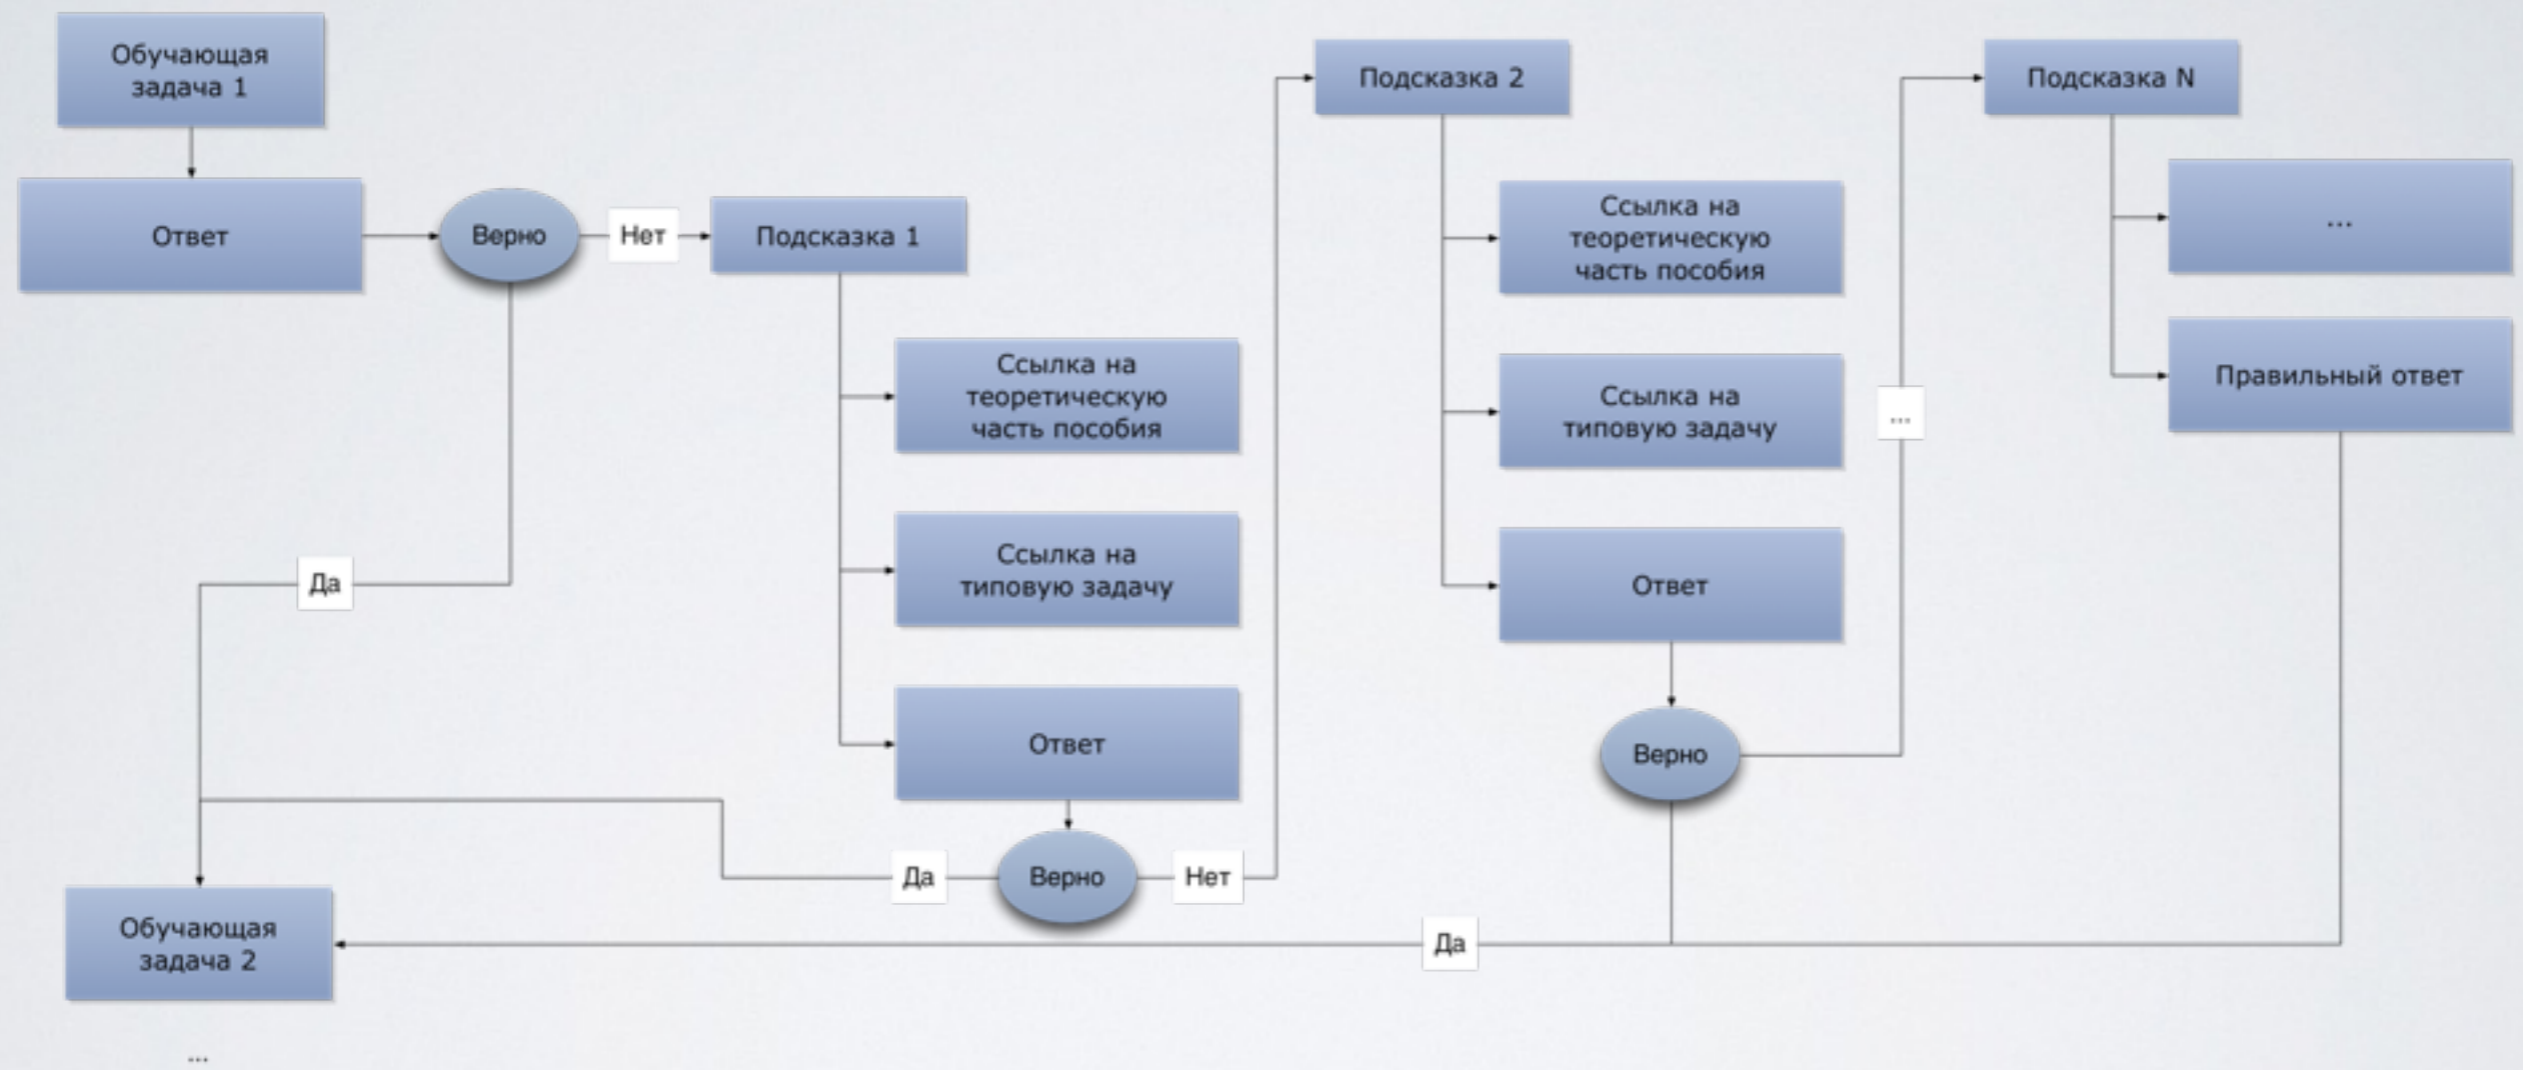 Обучающая
задача 1
Ответ
Верно
Нет
Подсказка 1
Ссылка на
теоретическую
часть пособия
Ссылка на
типовую задачу
Ответ
Верно
Да
Нет
Да
Подсказка 2
Ссылка на
теоретическую
часть пособия
Ссылка на
типовую задачу
Ответ
Верно
...
Подсказка N
...
Правильный ответ
Да
Обучающая
задача 2
...